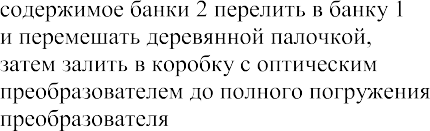 содержимое банки 2 перелить в банку 1
и перемешать деревянной палочкой,
затем залить в коробку с оптическим
преобразователем до полного погружения
преобразователя